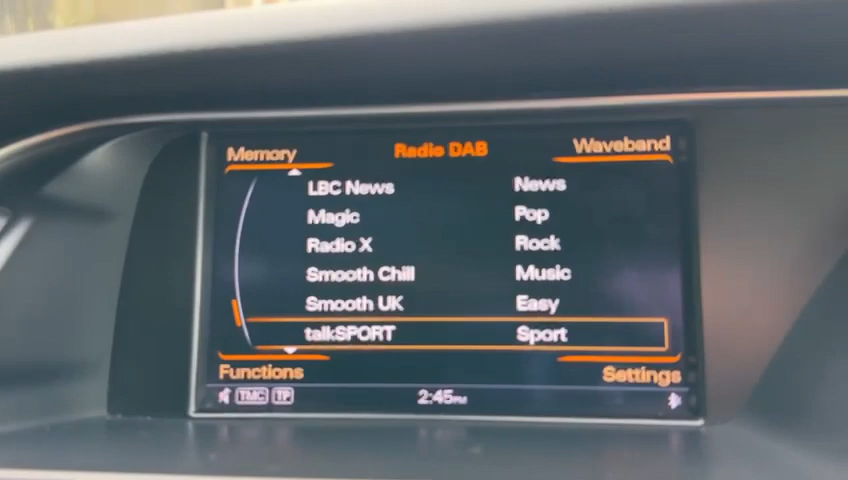 Memory Radio DAB Waveband
LBC News News
Magic Pop
Radio X Rock
Smooth Chill Music
Smooth UK Easy
talkSPORT Sport
Functions Settings
TMC TP 2:45PM